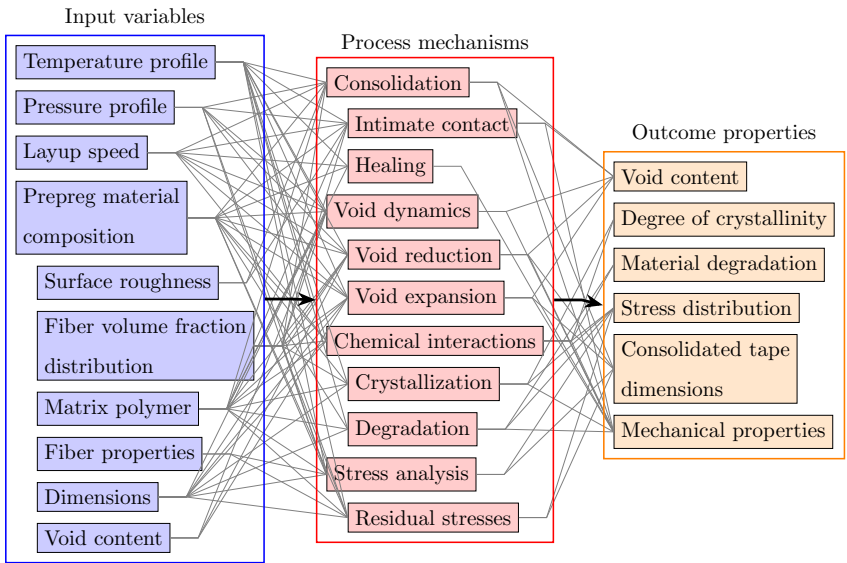 Input variables
Temperature profile
Pressure profile
Layup speed
Prepreg material
composition
Surface roughness
Fiber volume fraction
distribution
Matrix polymer
Fiber properties
Dimensions
Void content
Process mechanisms
Consolidation
Intimate contact
Healing
Void dynamics
Void reduction
Void expansion
Chemical interactions
Crystallization
Degradation
Stress analysis
Residual stresses
Outcome properties
Void content
Degree of crystallinity
Material degradation
Stress distribution
Consolidated tape
dimensions
Mechanical properties